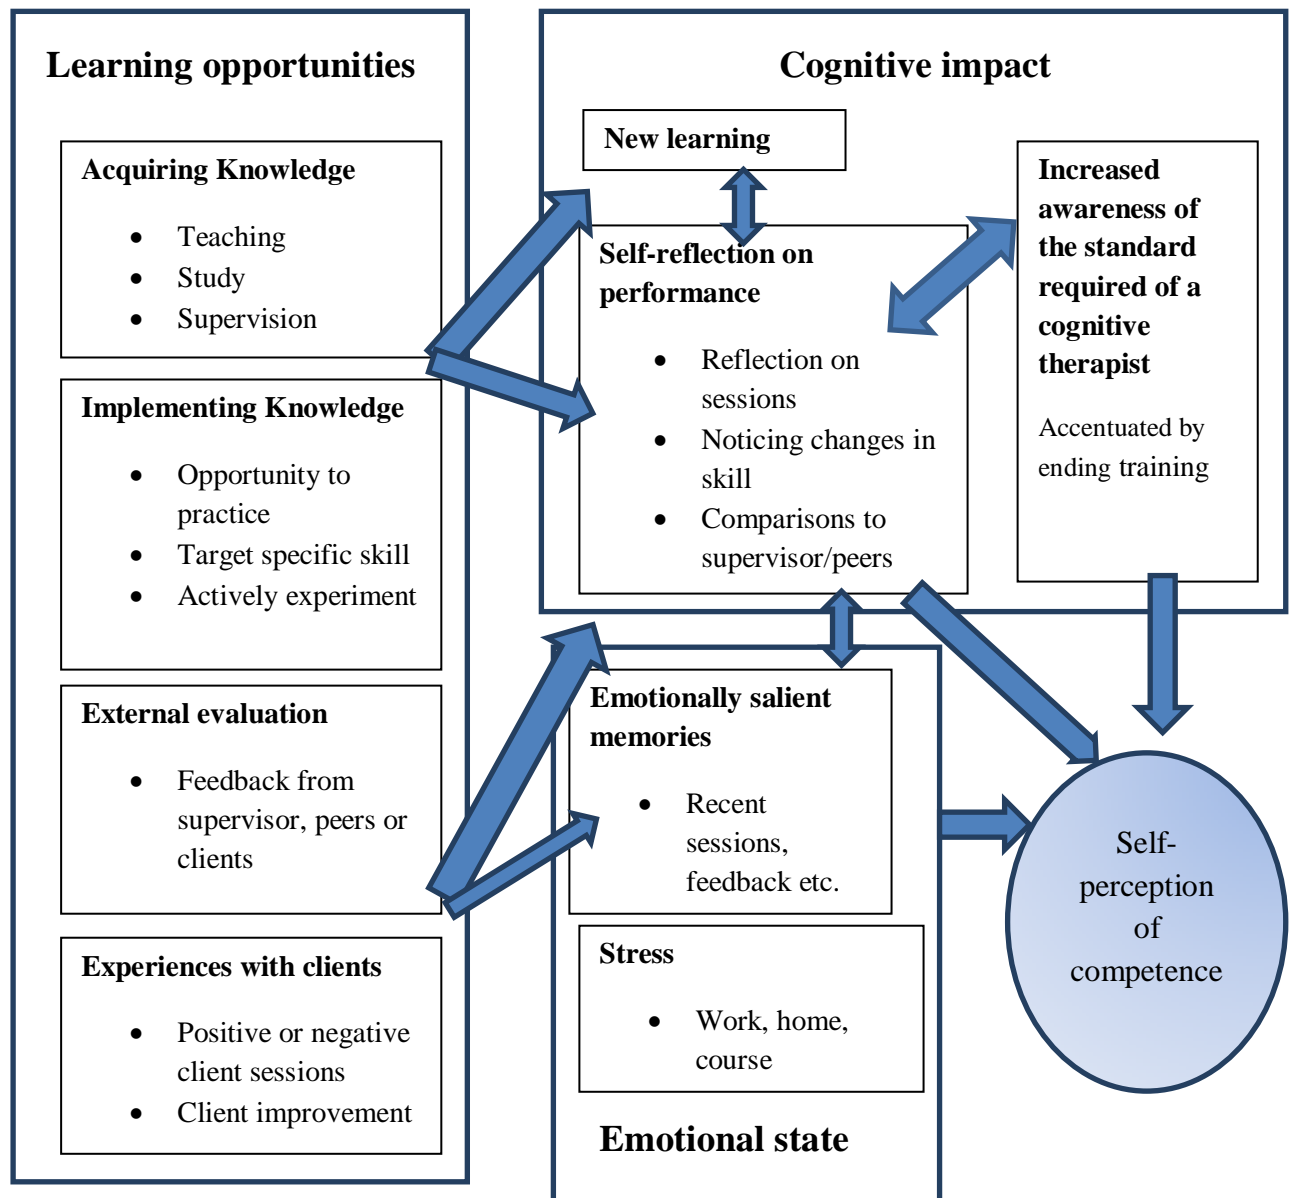 Learning opportunities
Acquiring Knowledge
• Teaching
• Study
• Supervision
Implementing Knowledge
• Opportunity to
practice
• Target specific skill
• Actively experiment
External evaluation
• Feedback from
supervisor, peers or
clients
Experiences with clients
• Positive or negative
client sessions
• Client improvement
Cognitive impact
New learning
Self-reflection on
performance
• Reflection on
sessions
• Noticing changes in
skill
• Comparisons to
supervisor/peers
Increased
awareness of
the standard
required of a
cognitive
therapist
Accentuated by
ending training
Emotionally salient
memories
• Recent
sessions,
feedback etc.
Stress
• Work, home,
course
Emotional state
Self-
perception
of
competence